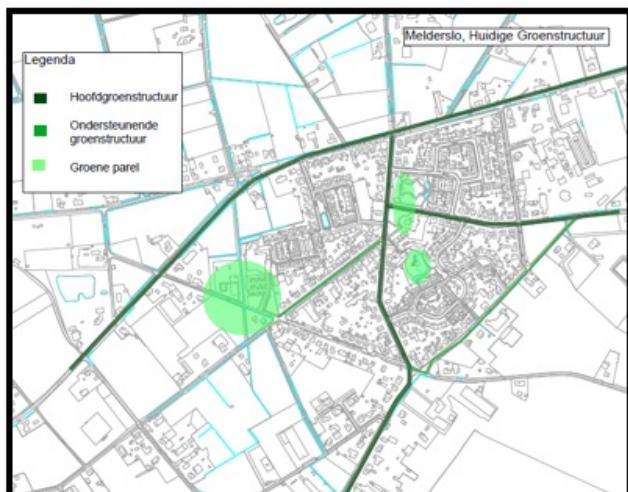 Melderslo, Huidige Groenstructuur
Legenda
Hoofdgroenstructuur
Ondersteunende
groenstructuur
Groene parel